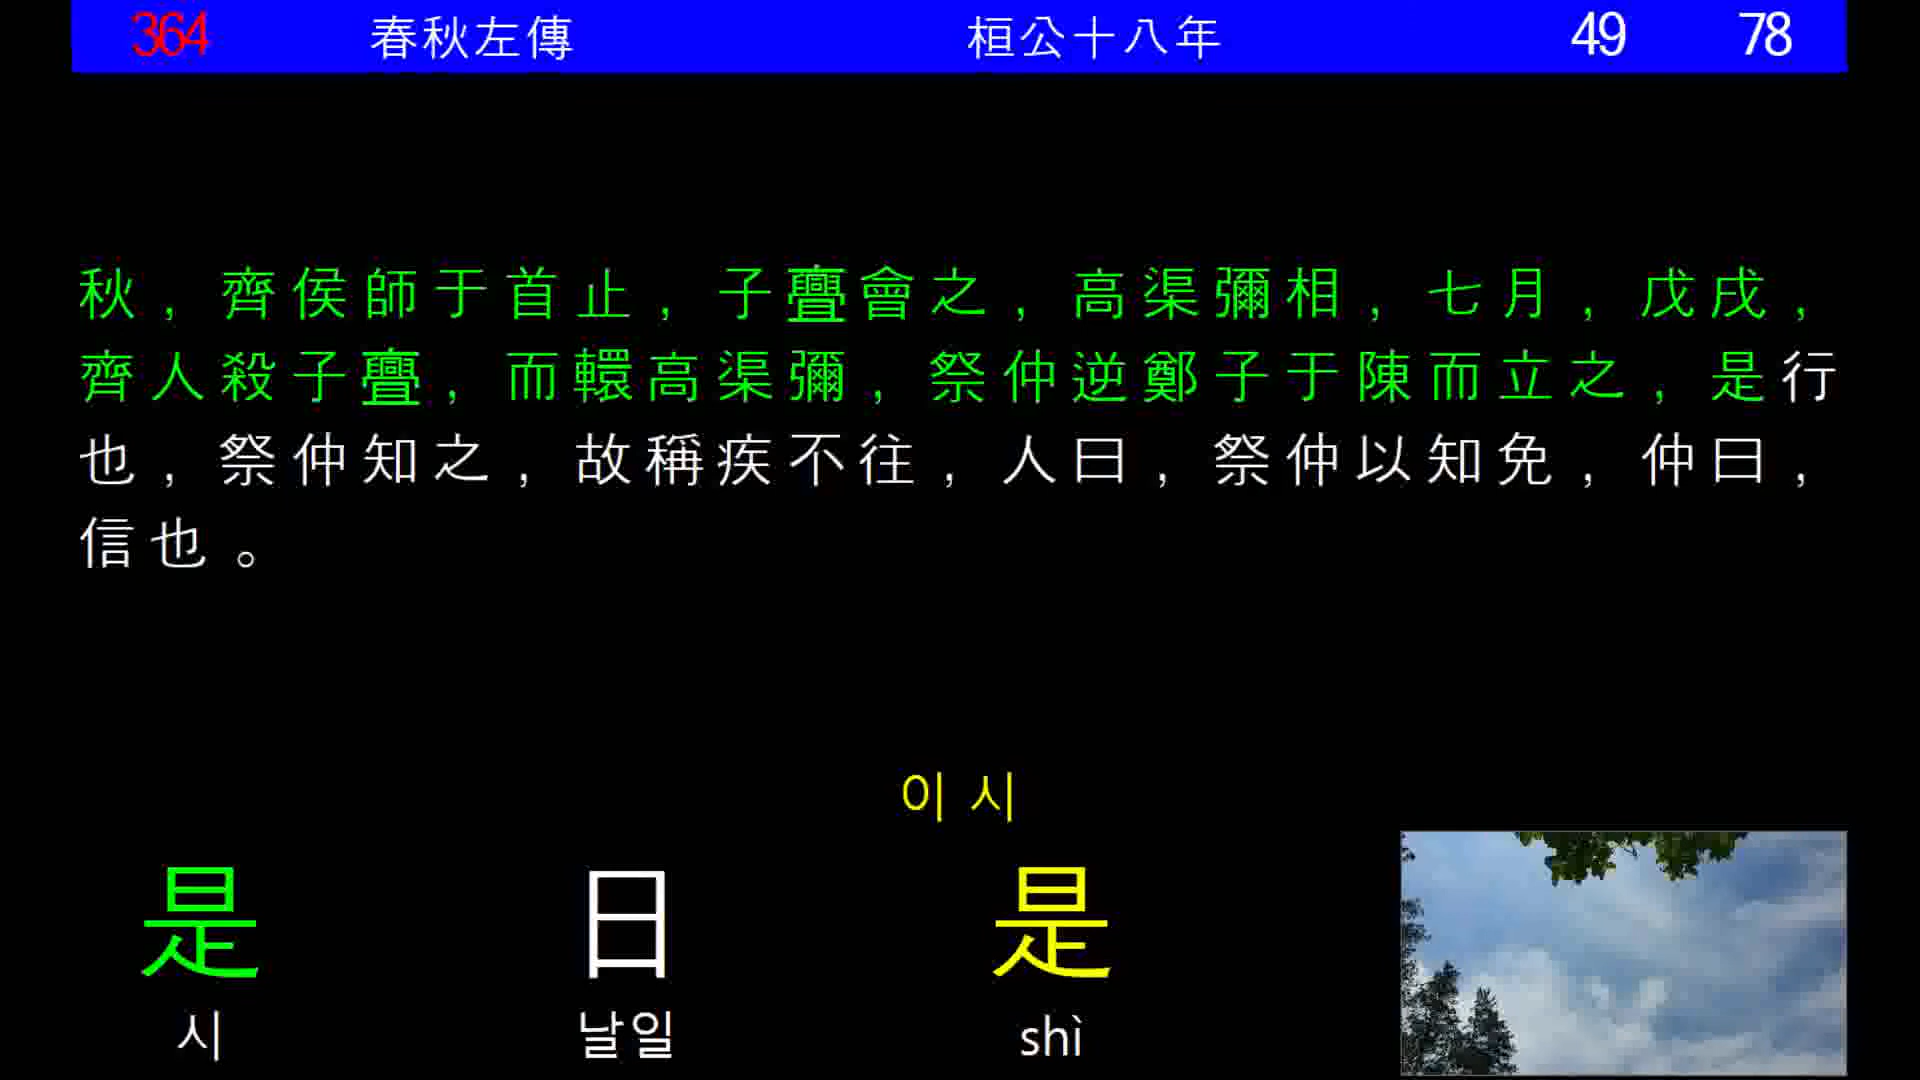 364 春秋左傳 桓公十八年 49 78
秋，齊侯師于首止，子亹會之，高渠彌相，七月，戊戌，
齊人殺子亹，而轘高渠彌，祭仲逆鄭子于陳而立之，是行
也，祭仲知之，故稱疾不往，人曰，祭仲以知免，仲曰，
信也。
이 시
是 日 是
시 날일 shì